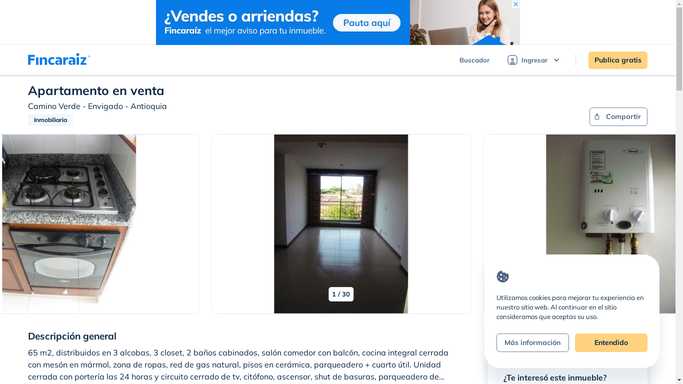 ¿Vendes o arriendas?
Fincaraíz el mejor aviso para tu inmueble.
Pauta aquí
Fincaraíz
Buscador
Ingresar
Publica gratis
Apartamento en venta
Camino Verde - Envigado - Antioquia
Inmobiliaria
Compartir
1 / 30
Utilizamos cookies para mejorar tu experiencia en
nuestro sitio web. Al continuar en el sitio
consideramos que aceptas su uso.
Más información
Entendido
Descripción general
65 m2, distribuidos en 3 alcobas, 3 closet, 2 baños cabinados, salón comedor con balcón, cocina integral cerrada
con mesón en mármol, zona de ropas, red de gas natural, pisos en cerámica, parqueadero + cuarto útil. Unidad
cerrada con portería las 24 horas y circuito cerrado de tv, citófono, ascensor, shut de basuras, parqueadero de...
¿Te interesó este inmueble?